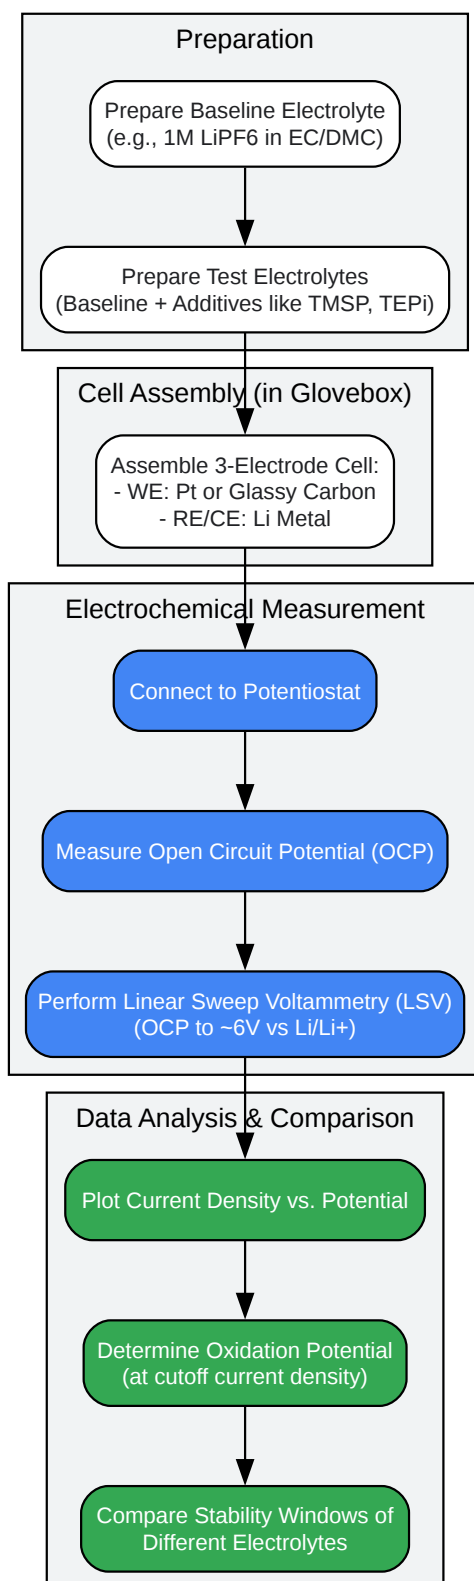 Preparation
Prepare Baseline Electrolyte
(e.g., 1M LiPF6 in EC/DMC)
Prepare Test Electrolytes
(Baseline + Additives like TMSP, TEPi)
Cell Assembly (in Glovebox)
Assemble 3-Electrode Cell:
- WE: Pt or Glassy Carbon
- RE/CE: Li Metal
Electrochemical Measurement
Connect to Potentiostat
Measure Open Circuit Potential (OCP)
Perform Linear Sweep Voltammetry (LSV)
(OCP to ~6V vs Li/Li+)
Data Analysis & Comparison
Plot Current Density vs. Potential
Determine Oxidation Potential
(at cutoff current density)
Compare Stability Windows of
Different Electrolytes